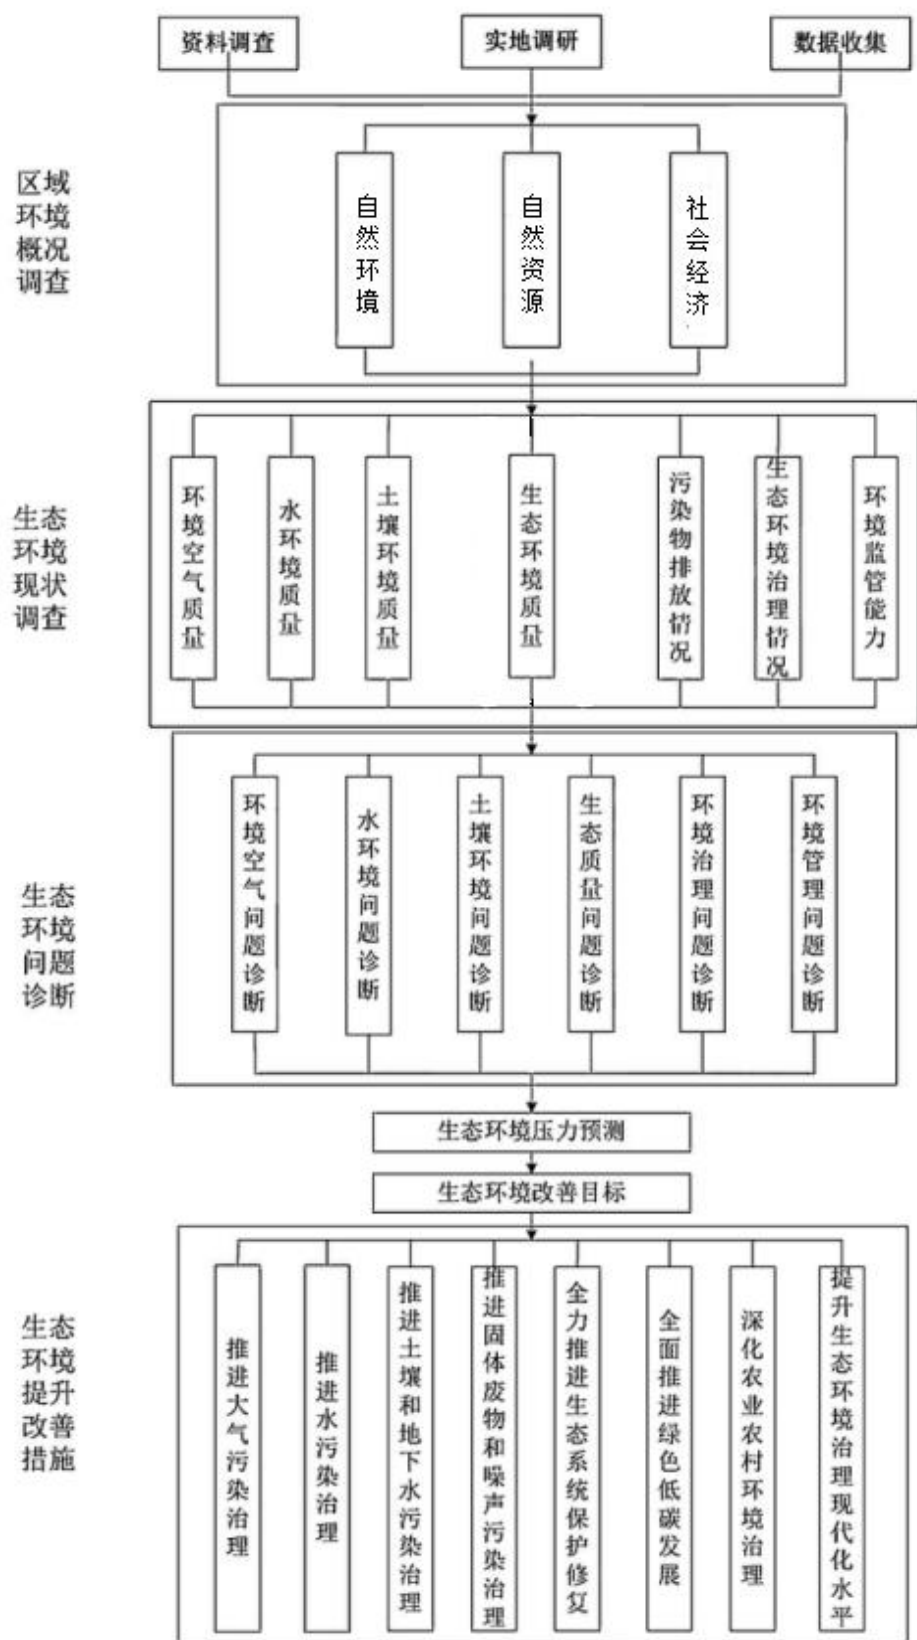 资料调查
实地调研
数据收集
区域
环境
概况
调查
自然环境
自然资源
社会经济
生态
环境
现状
调查
环境空气质量
水环境质量
土壤环境质量
生态环境质量
污染物排放情况
生态环境治理情况
环境监管能力
生态
环境
问题
诊断
环境空气问题诊断
水环境问题诊断
土壤环境问题诊断
生态质量问题诊断
环境治理问题诊断
环境管理问题诊断
生态环境压力预测
生态环境改善目标
生态
环境
提升
改善
措施
推进大气污染治理
推进水污染治理
推进土壤和地下水污染治理
推进固体废物和噪声污染治理
全力推进生态系统保护修复
全面推进绿色低碳发展
深化农业农村环境治理
提升生态环境治理现代化水平